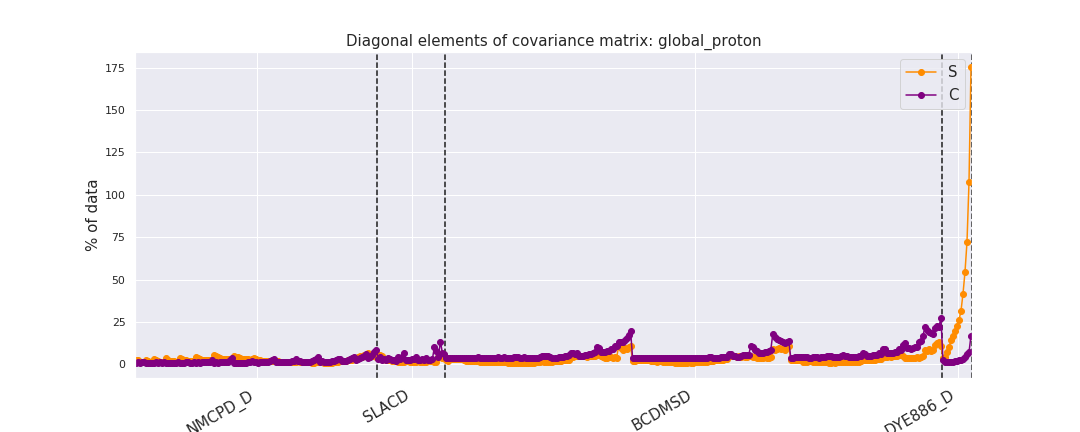 Diagonal elements of covariance matrix: global_proton
S
C
% of data
175
150
125
100
75
50
25
0
NMCPD_D
SLACD
BCDMSD
DYE886_D